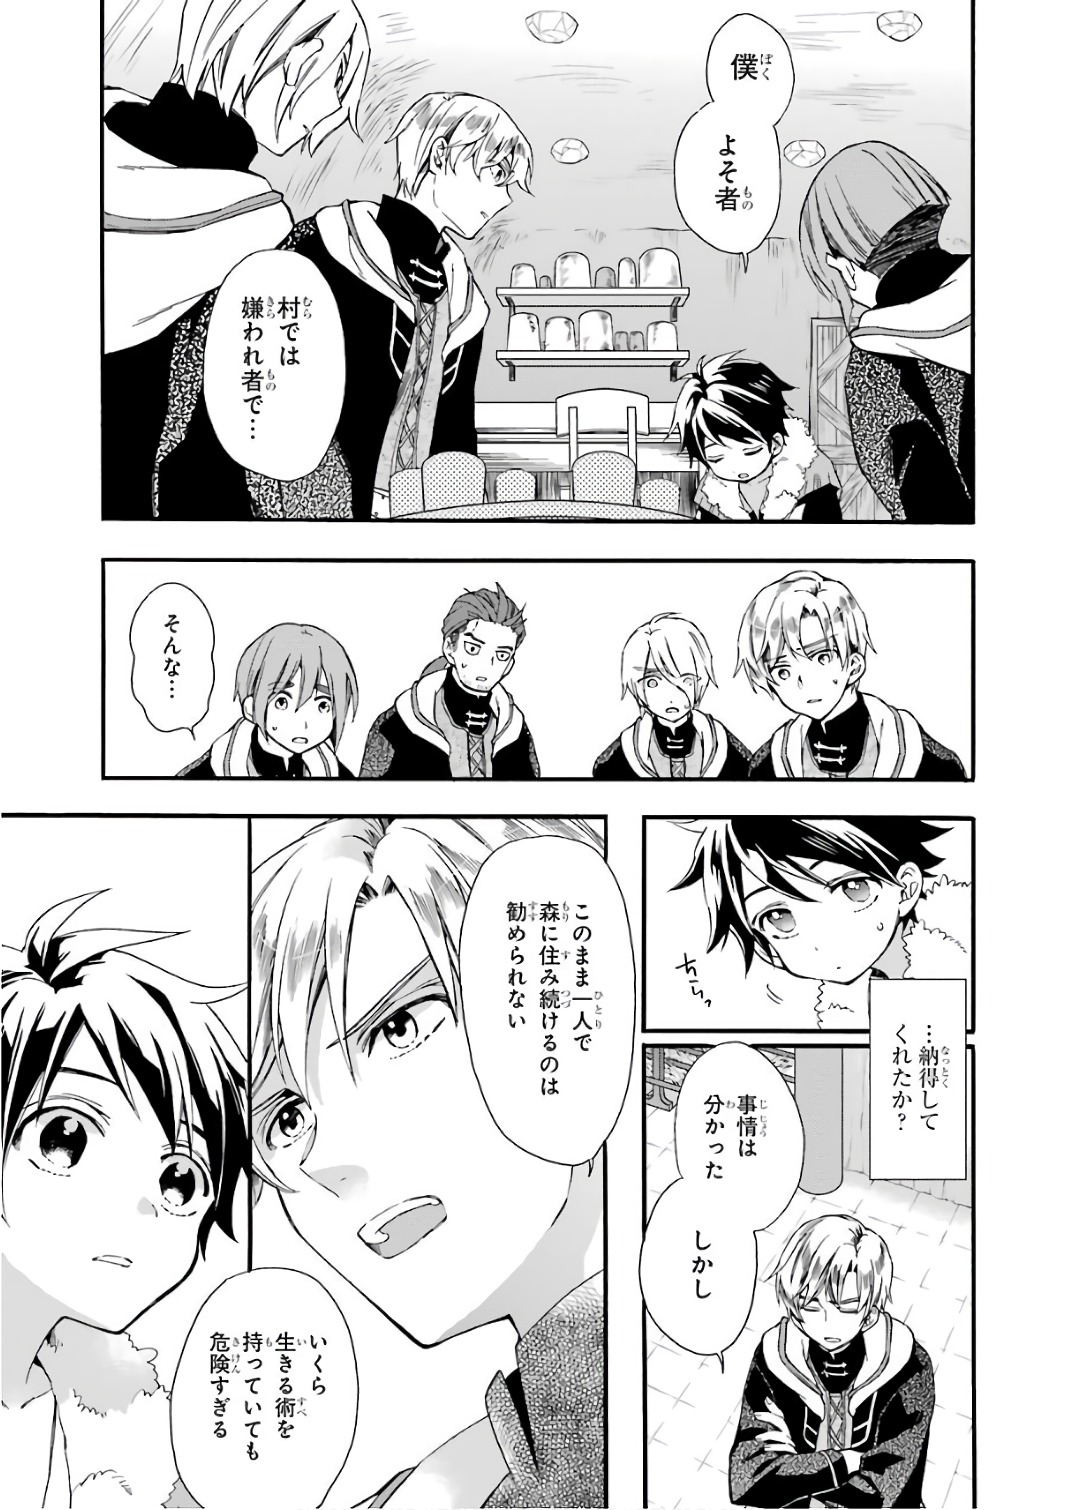 僕
よそ者
村では
嫌われ者で…
そんな…
ちらっ
…納得して
くれたか？
事情は
分かった
しかし
このまま一人で
森に住み続けるのは
勧められない
いくら
生きる術を
持っていても
危険すぎる